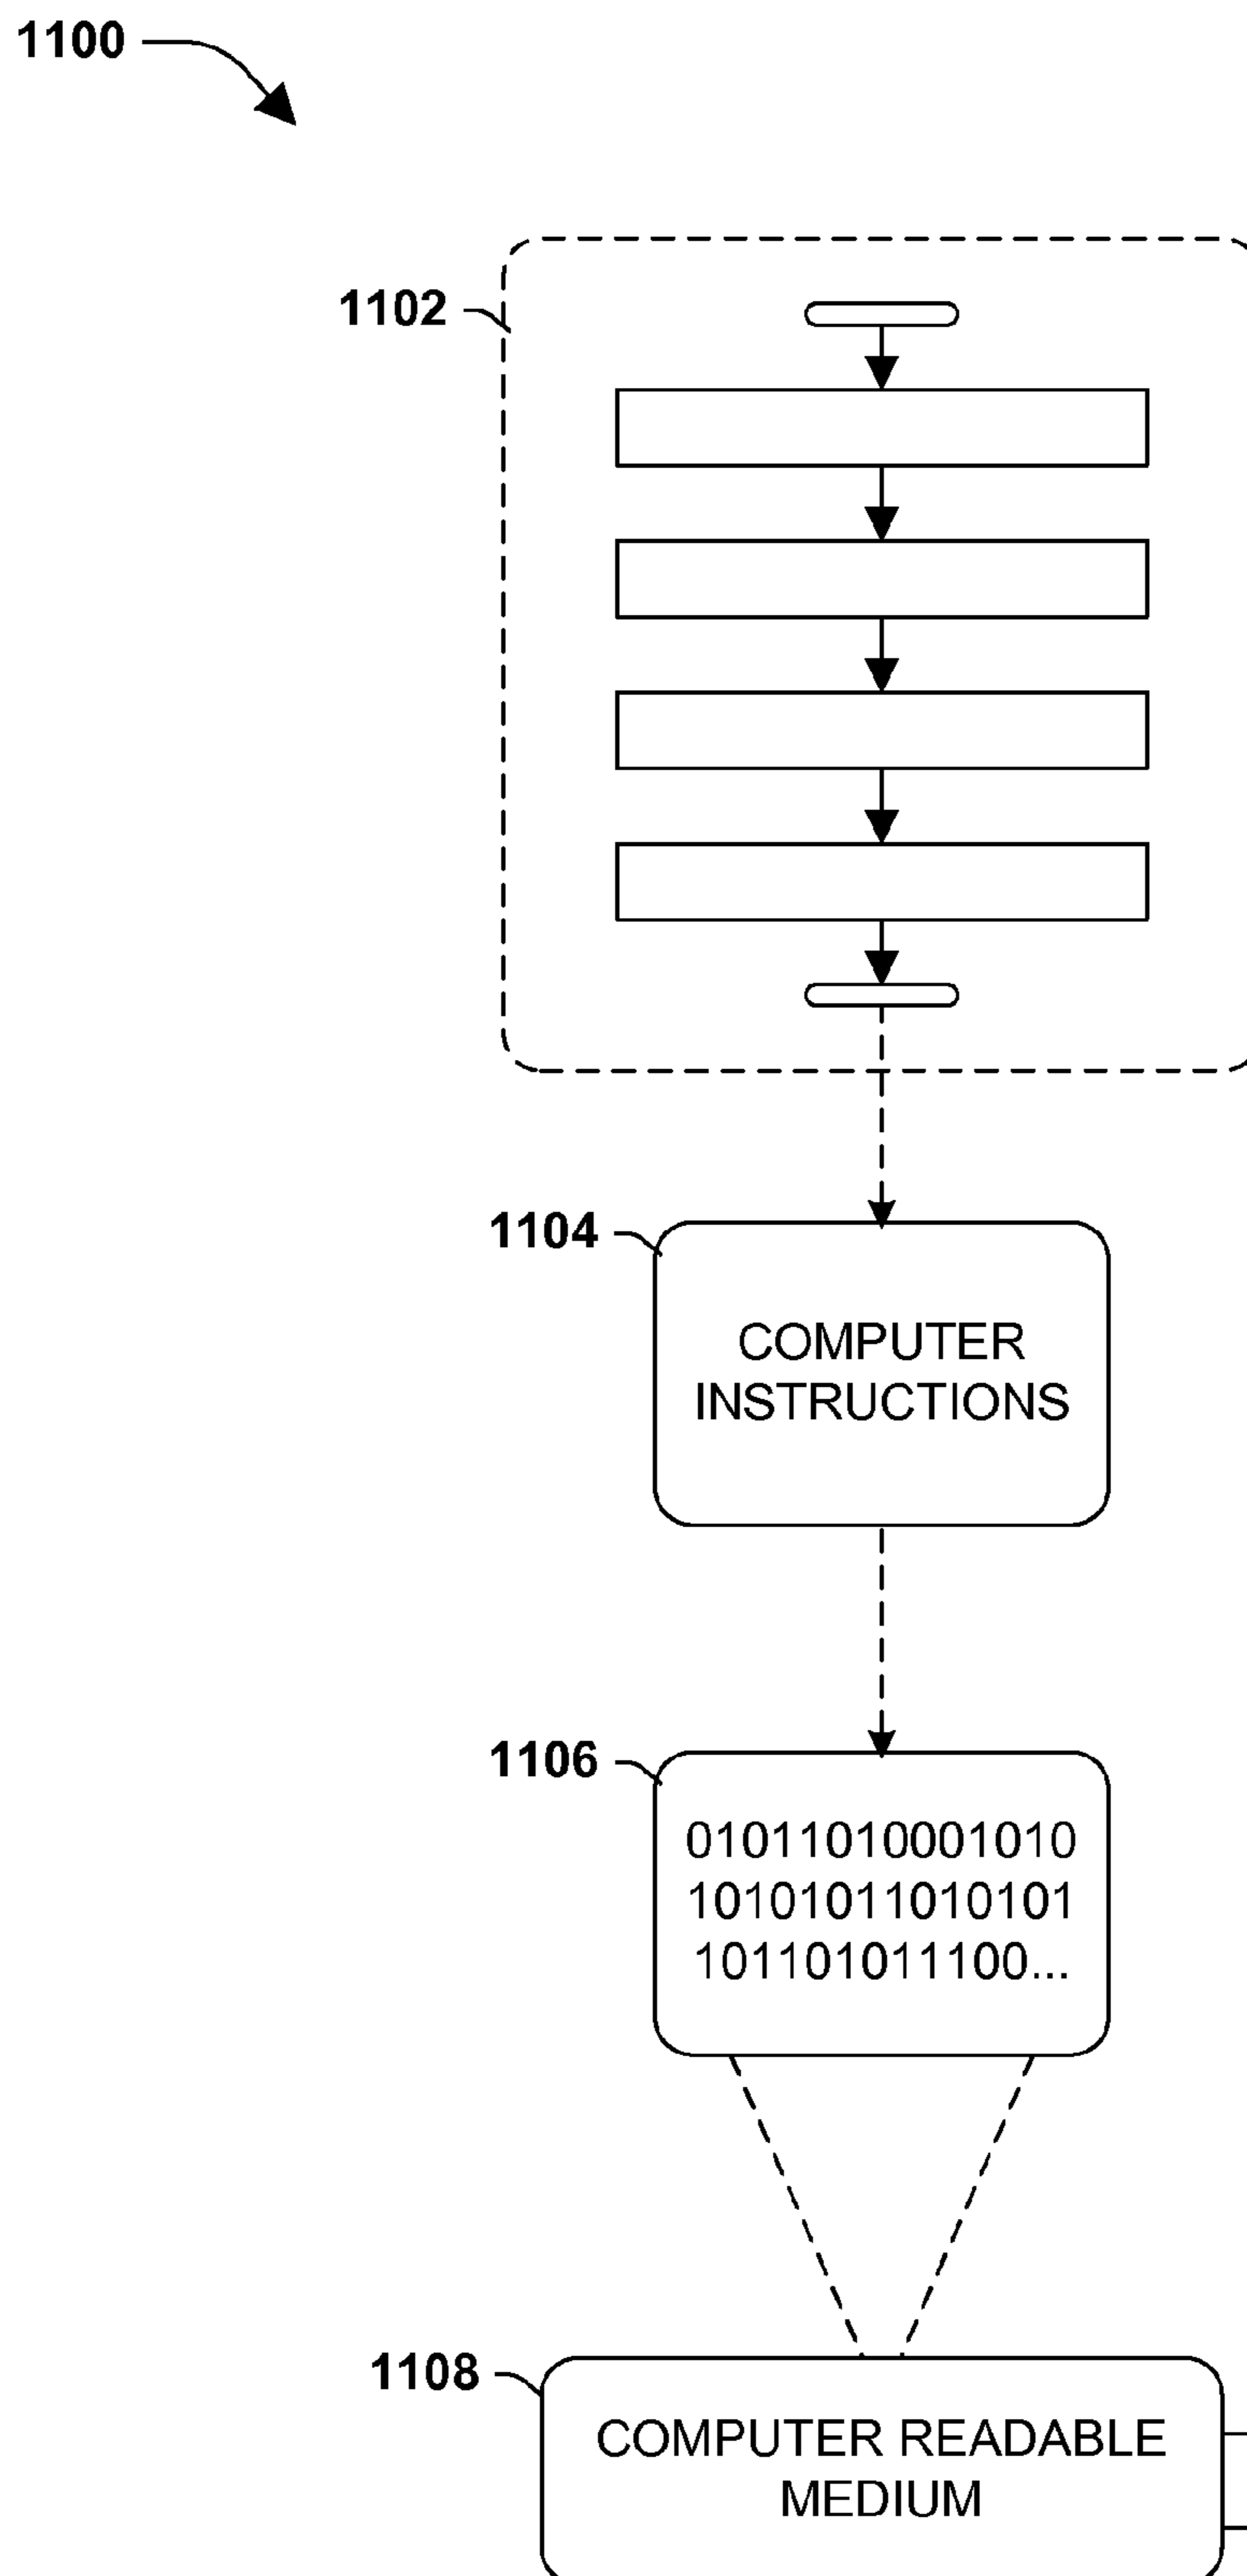 1100
1102
1104
COMPUTER
INSTRUCTIONS
1106
01011010001010
10101011010101
101101011100...
1108
COMPUTER READABLE
MEDIUM